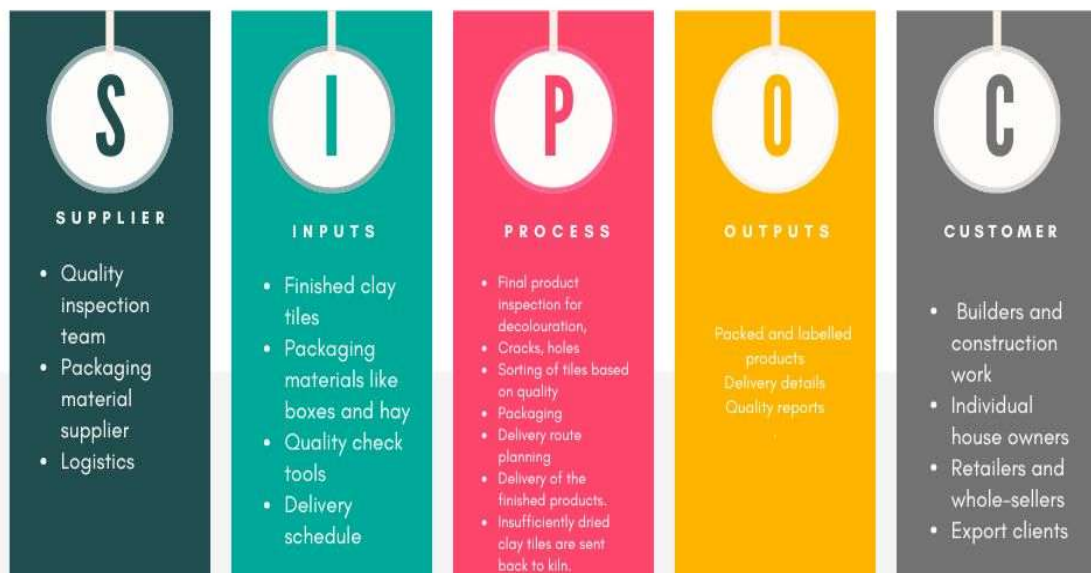 S
SUPPLIER
• Quality
inspection
team
• Packaging
material
supplier
• Logistics
I
INPUTS
• Finished clay
tiles
• Packaging
materials like
boxes and hay
• Quality check
tools
• Delivery
schedule
P
PROCESS
• Final product
inspection for
decolouration,
• Cracks, holes
• Sorting of tiles based
on quality
• Packaging
• Delivery route
planning
• Delivery of the
finished products.
• Insufficiently dried
clay tiles are sent
back to kiln.
O
OUTPUTS
Packed and labelled
products
Delivery details
Quality reports
.
C
CUSTOMER
• Builders and
construction
work
• Individual
house owners
• Retailers and
whole-sellers
• Export clients